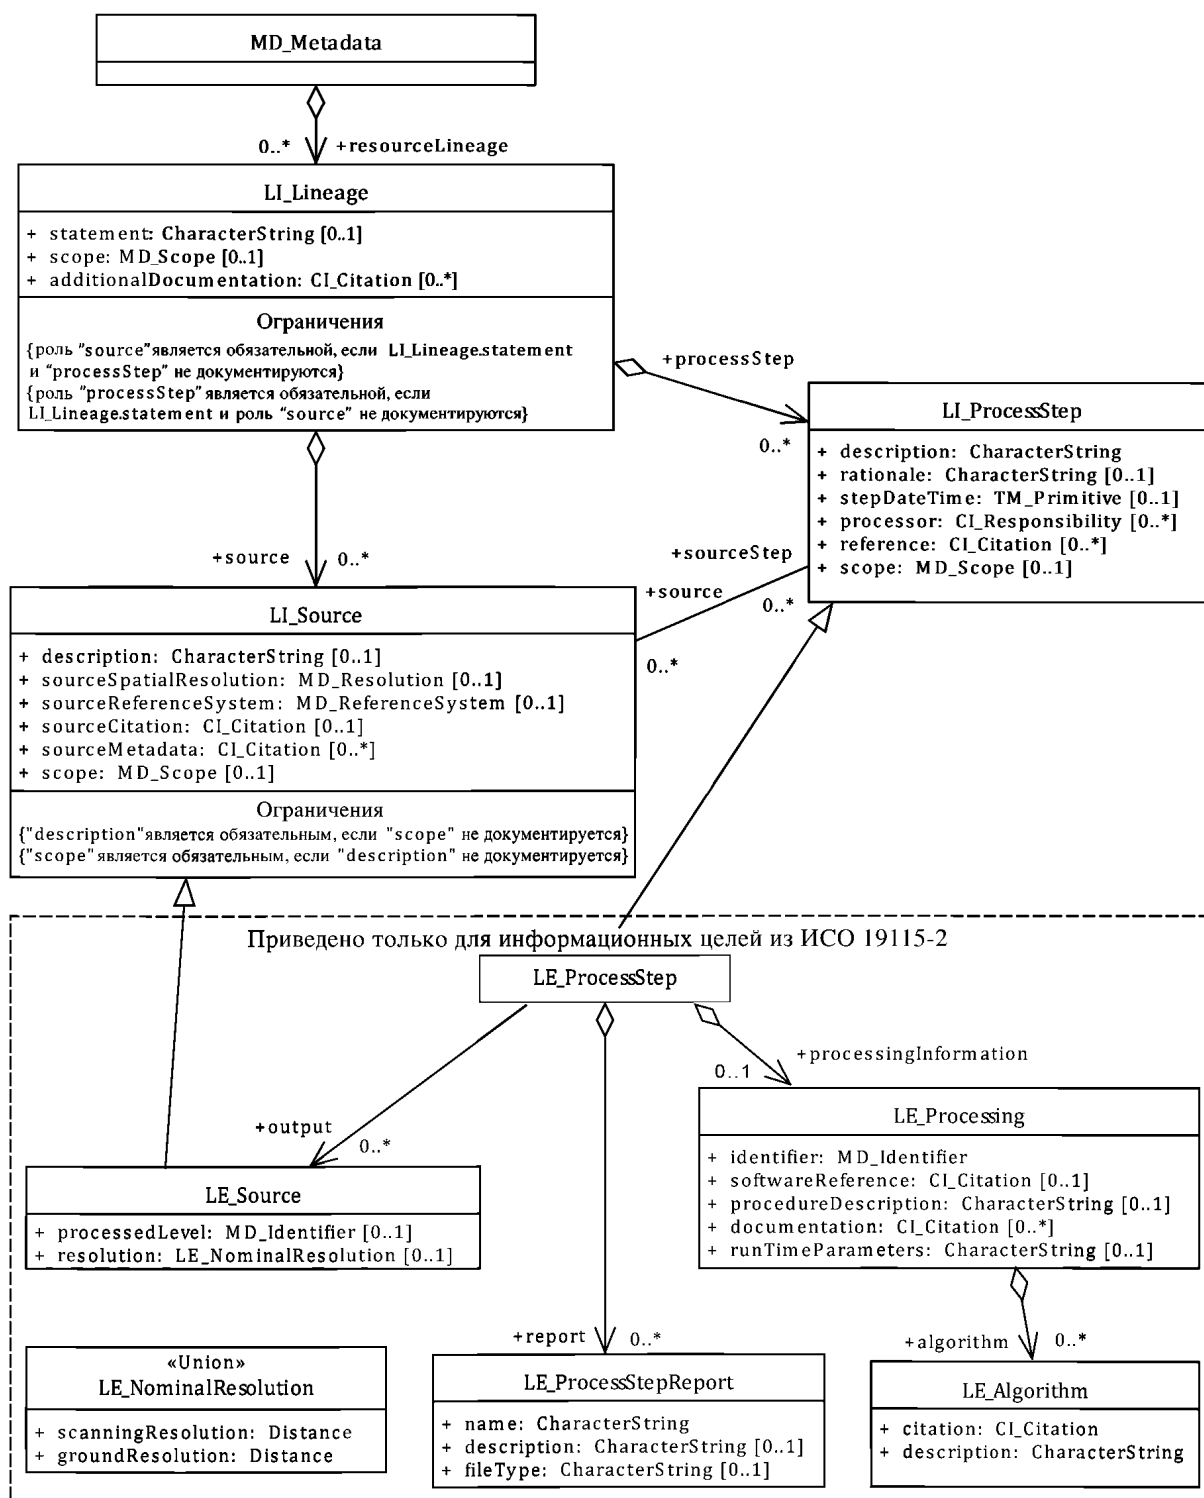 MD_Metadata
0..* +resourceLineage
LI_Lineage
+ statement: CharacterString [0..1]
+ scope: MD_Scope [0..1]
+ additionalDocumentation: CI_Citation [0..*]
Ограничения
{роль "source" является обязательной, если LI_Lineage.statement
и "processStep" не документируются}
{роль "processStep" является обязательной, если
LI_Lineage.statement и роль "source" не документируются}
+processStep
0..*
LI_ProcessStep
+ description: CharacterString
+ rationale: CharacterString [0..1]
+ stepDateTime: TM_Primitive [0..1]
+ processor: CI_Responsibility [0..*]
+ reference: CI_Citation [0..*]
+ scope: MD_Scope [0..1]
+source 0..*
+sourceStep
0..*
+source
0..*
LI_Source
+ description: CharacterString [0..1]
+ sourceSpatialResolution: MD_Resolution [0..1]
+ sourceReferenceSystem: MD_ReferenceSystem [0..1]
+ sourceCitation: CI_Citation [0..1]
+ sourceMetadata: CI_Citation [0..*]
+ scope: MD_Scope [0..1]
Ограничения
{"description" является обязательным, если "scope" не документируется}
{"scope" является обязательным, если "description" не документируется}
Приведено только для информационных целей из ИСО 19115-2
LE_ProcessStep
+processingInformation
0..1
+output
0..*
LE_Processing
+ identifier: MD_Identifier
+ softwareReference: CI_Citation [0..1]
+ procedureDescription: CharacterString [0..1]
+ documentation: CI_Citation [0..*]
+ runTimeParameters: CharacterString [0..1]
LE_Source
+ processedLevel: MD_Identifier [0..1]
+ resolution: LE_NominalResolution [0..1]
+report 0..*
+algorithm 0..*
«Union»
LE_NominalResolution
+ scanningResolution: Distance
+ groundResolution: Distance
LE_ProcessStepReport
+ name: CharacterString
+ description: CharacterString [0..1]
+ fileType: CharacterString [0..1]
LE_Algorithm
+ citation: CI_Citation
+ description: CharacterString